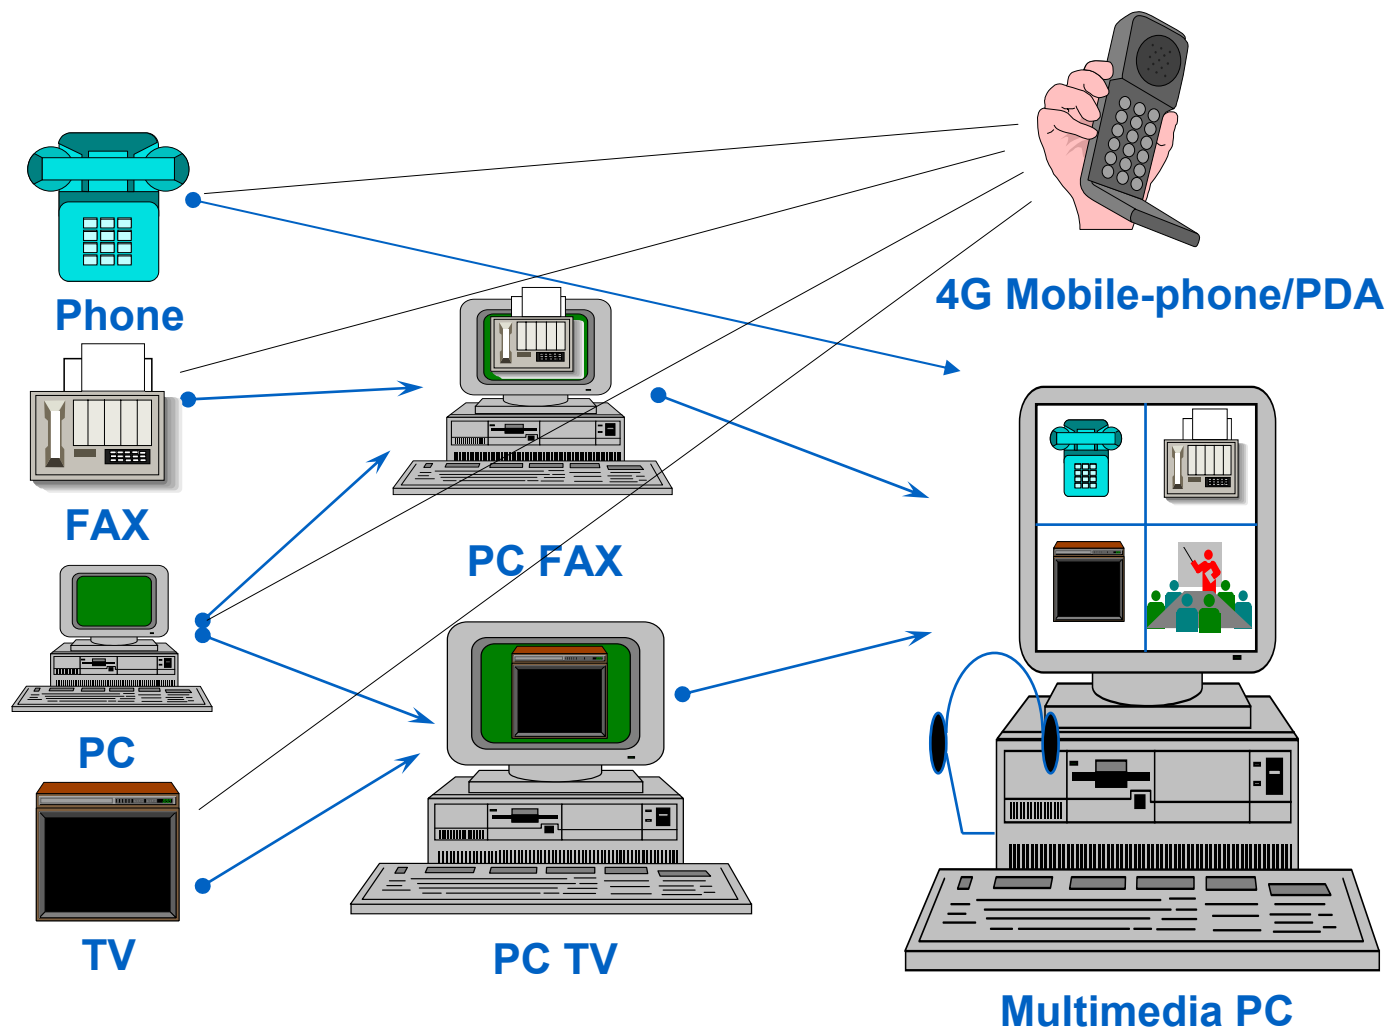 Phone
4G Mobile-phone/PDA
FAX
PC FAX
PC
TV
PC TV
Multimedia PC